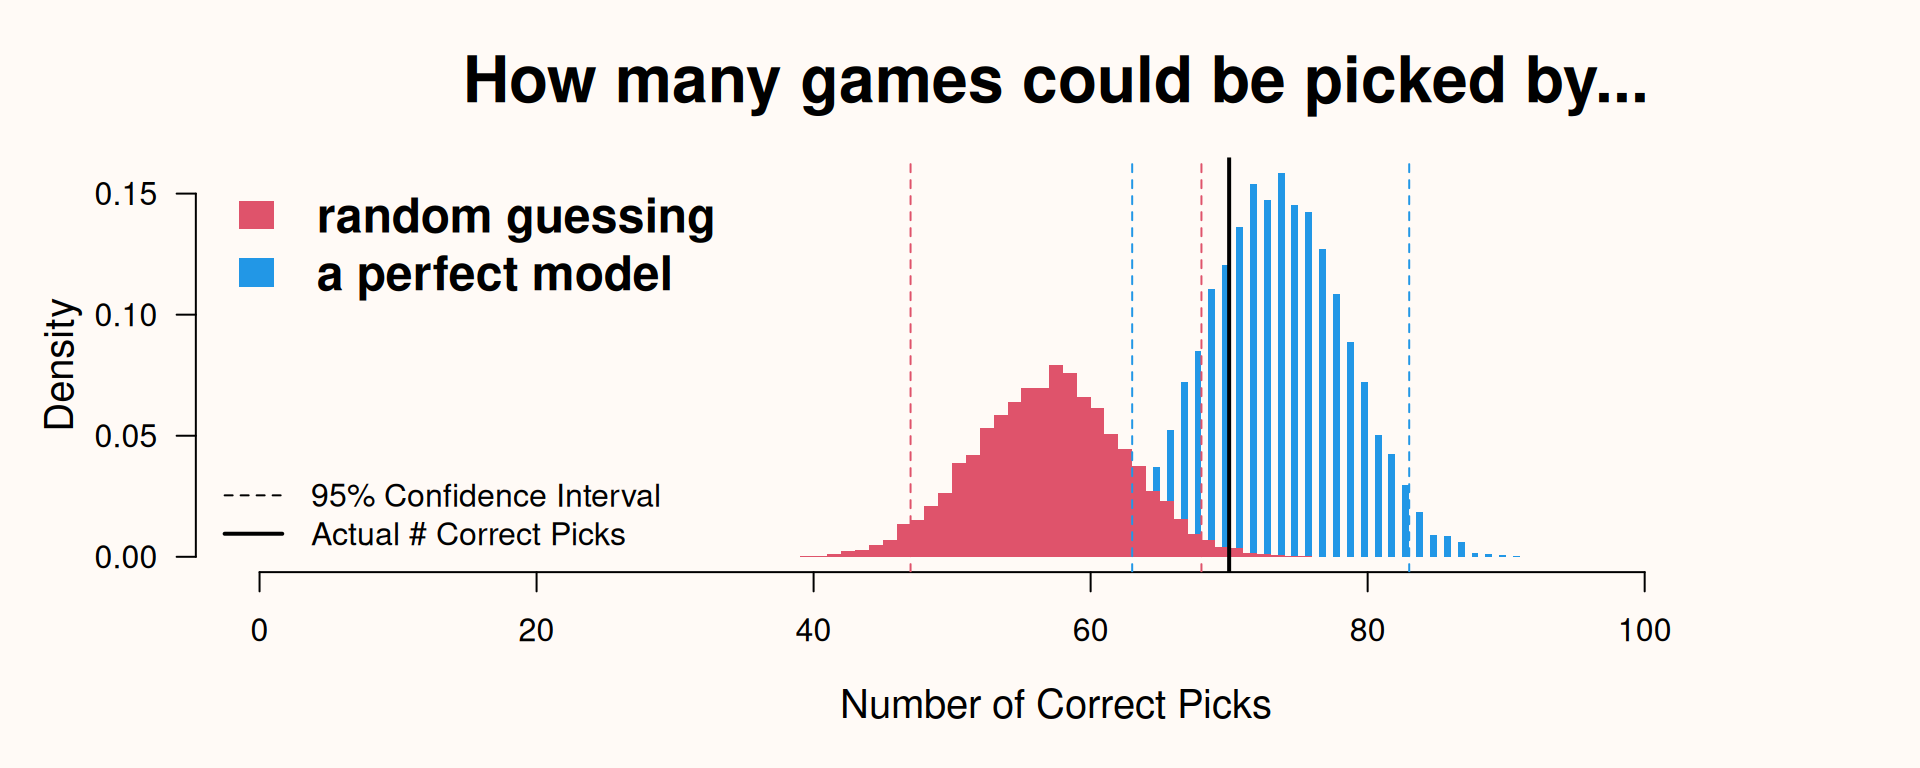 How many games could be picked by...
random guessing
a perfect model
Density
0.15
0.10
0.05
0.00
95% Confidence Interval
Actual # Correct Picks
0 20 40 60 80 100
Number of Correct Picks